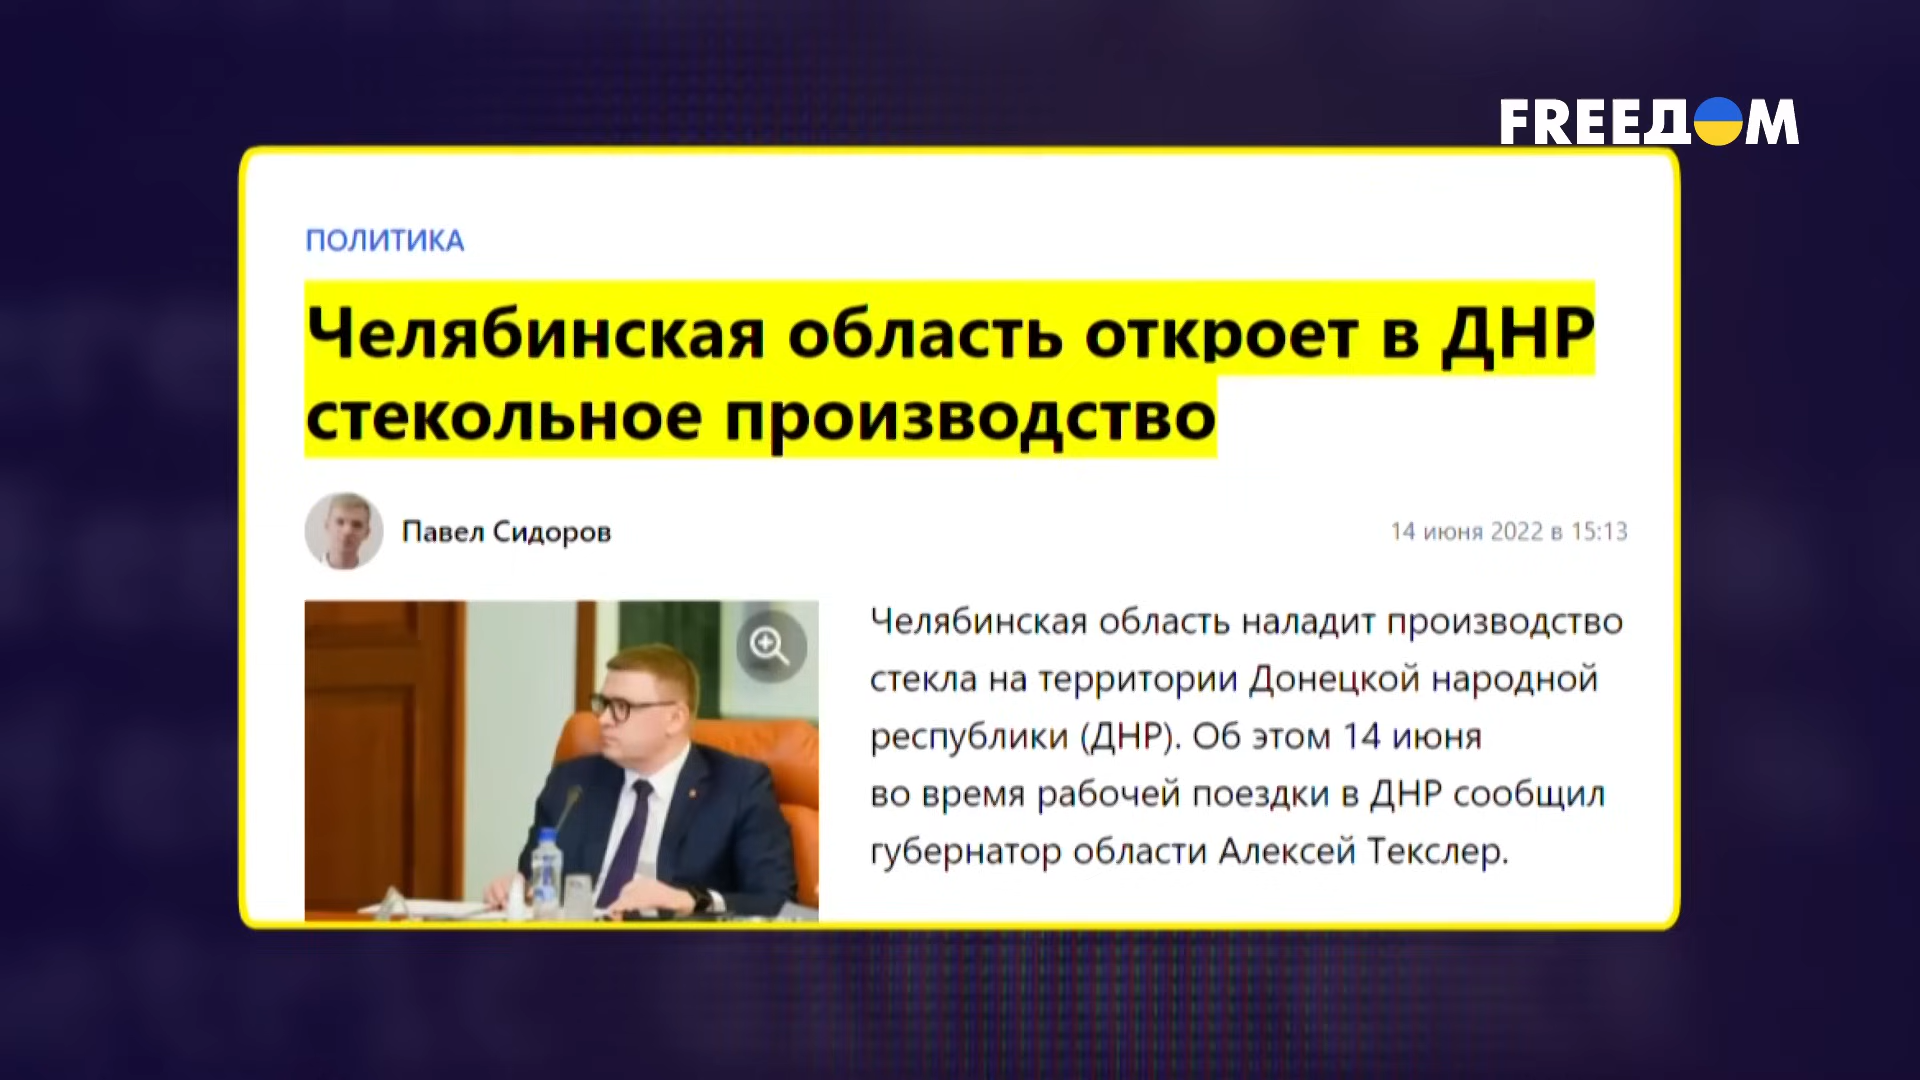 FREEДOM
ПОЛИТИКА
Челябинская область откроет в ДНР
стекольное производство
Павел Сидоров
14 июня 2022 в 15:13
Челябинская область наладит производство
стекла на территории Донецкой народной
республики (ДНР). Об этом 14 июня
во время рабочей поездки в ДНР сообщил
губернатор области Алексей Текслер.